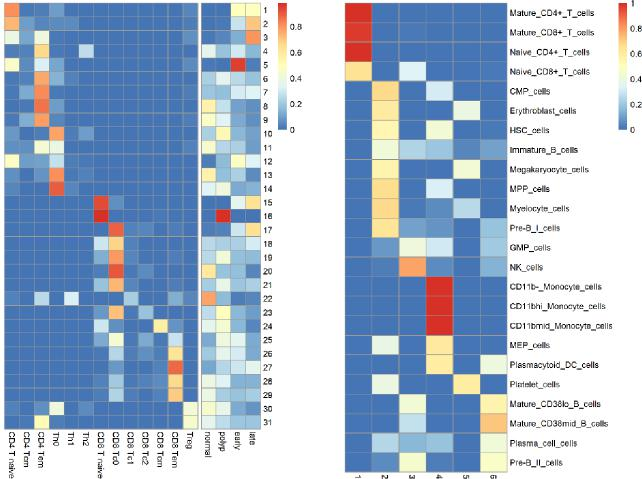 1
2
3
4
5
6
7
8
9
10
11
12
13
14
15
16
17
18
19
20
21
22
23
24
25
26
27
28
29
30
31
0.8
0.6
0.4
0.2
0
CD4 T naive
CD4 Tcm
CD4 Tem
Th0
Th1
Th2
CD8 T naive
CD8 Tc0
CD8 Tc1
CD8 Tc2
CD8 Tcm
CD8 Tem
Treg
normal
polyp
early
late
Mature_CD4+_T_cells
Mature_CD8+_T_cells
Naive_CD4+_T_cells
Naive_CD8+_T_cells
CMP_cells
Erythroblast_cells
HSC_cells
Immature_B_cells
Megakaryocyte_cells
MPP_cells
Myelocyte_cells
Pre-B_I_cells
GMP_cells
NK_cells
CD11b-_Monocyte_cells
CD11bhi_Monocyte_cells
CD11bmid_Monocyte_cells
MEP_cells
Plasmacytoid_DC_cells
Platelet_cells
Mature_CD38lo_B_cells
Mature_CD38mid_B_cells
Plasma_cell_cells
Pre-B_II_cells
1
2
3
4
5
6
1
0.8
0.6
0.4
0.2
0